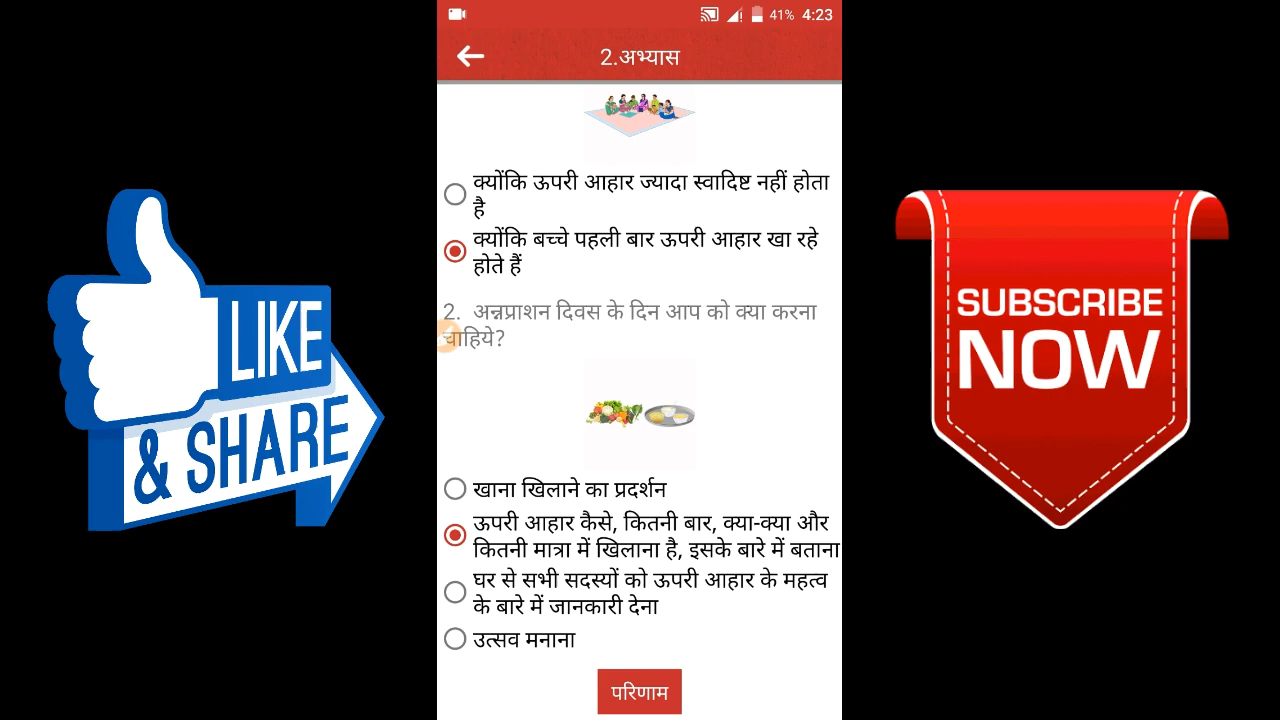 41% 4:23
2.अभ्यास
क्योंकि ऊपरी आहार ज्यादा स्वादिष्ट नहीं होता
है
क्योंकि बच्चे पहली बार ऊपरी आहार खा रहे
होते हैं
2. अन्नप्राशन दिवस के दिन आप को क्या करना
चाहिये?
खाना खिलाने का प्रदर्शन
ऊपरी आहार कैसे, कितनी बार, क्या-क्या और
कितनी मात्रा में खिलाना है, इसके बारे में बताना
घर से सभी सदस्यों को ऊपरी आहार के महत्व
के बारे में जानकारी देना
उत्सव मनाना
परिणाम
LIKE
& SHARE
SUBSCRIBE
NOW